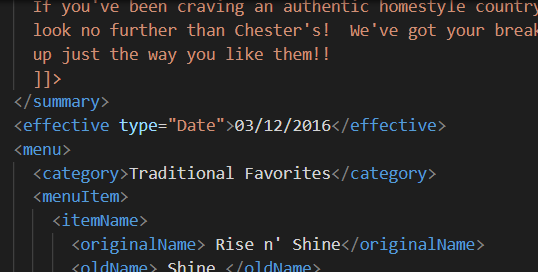 If you've been craving an authentic homestyle country
look no further than Chester's! We've got your
up just the way you like them!!
]]>
</summary>
<effective type="Date">03/12/2016</effective>
<menu>
<category>Traditional Favorites</category>
<menuItem>
<itemName>
<originalName> Rise n' Shine</originalName>
<oldName> Shine </oldName>